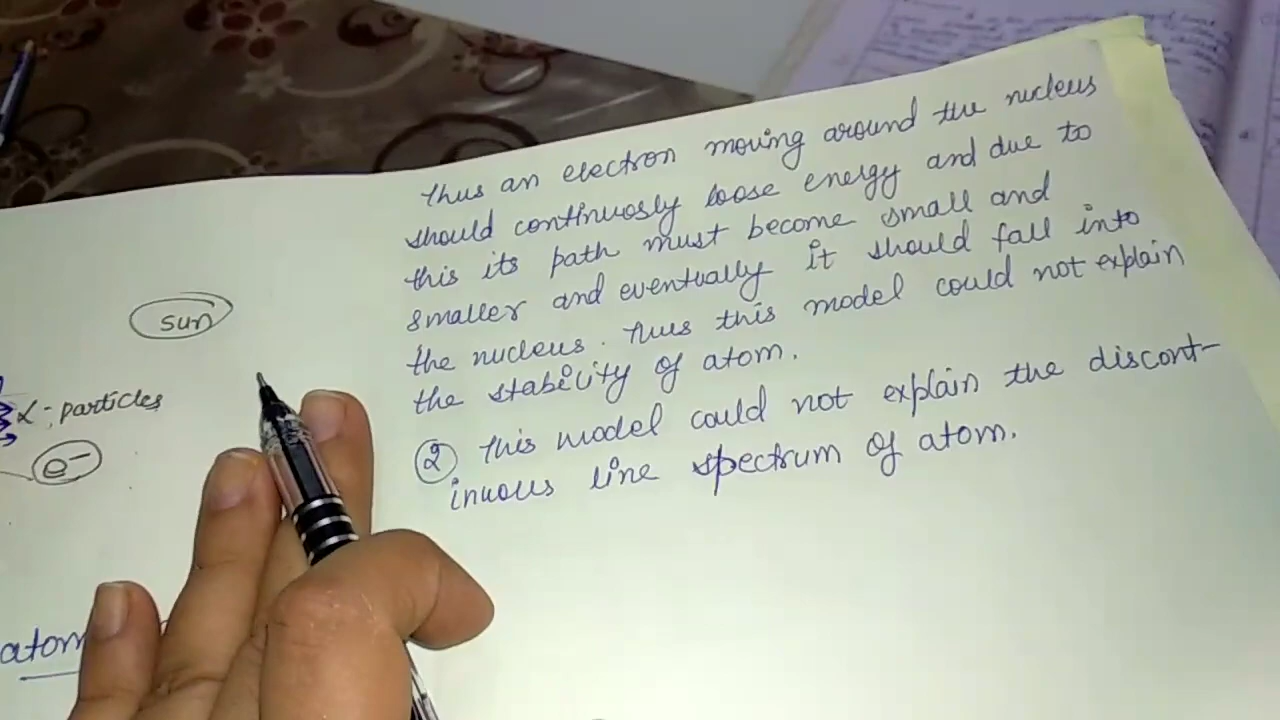 sun
α-particles
e⁻
atom
thus an electron moving around the nucleus
should continuosly loose energy and due to
this its path must become small and
smaller and eventually it should fall into
the nucleus. thus this model could not explain
the stability of atom.
② This model could not explain the discont-
inuous line spectrum of atom.